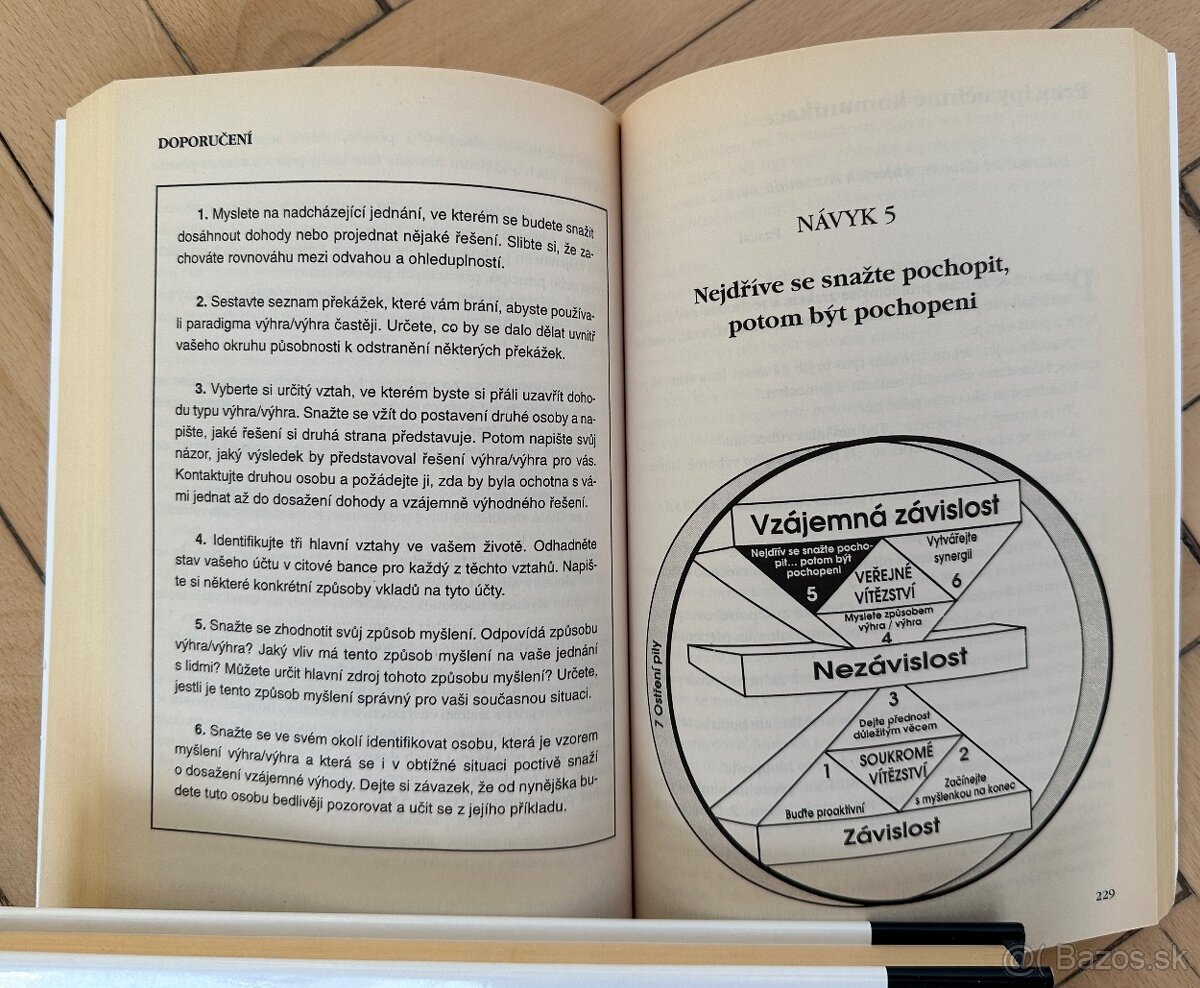 DOPORUČENÍ
1. Myslete na nadcházející jednání, ve kterém se budete snažit
dosáhnout dohody nebo projednat nějaké řešení. Slibte si, že za-
chováte rovnováhu mezi odvahou a ohleduplností.
2. Sestavte seznam překážek, které vám brání, abyste používa-
li paradigma výhra/výhra častěji. Určete, co by se dalo dělat uvnitř
vašeho okruhu působnosti k odstranění některých překážek.
3. Vyberte si určitý vztah, ve kterém byste si přáli uzavřít doho-
du typu výhra/výhra. Snažte se vžít do postavení druhé osoby a na-
pište, jaké řešení si druhá strana představuje. Potom napište svůj
názor, jaký výsledek by představoval řešení výhra/výhra pro vás.
Kontaktujte druhou osobu a požádejte ji, zda by byla ochotna s vá-
mi jednat až do dosažení dohody a vzájemně výhodného řešení.
4. Identifikujte tři hlavní vztahy ve vašem životě. Odhadněte
stav vašeho účtu v citové bance pro každý z těchto vztahů. Napiš-
te si některé konkrétní způsoby vkladů na tyto účty.
5. Snažte se zhodnotit svůj způsob myšlení. Odpovídá způsobu
výhra/výhra? Jaký vliv má tento způsob myšlení na vaše jednání
s lidmi? Můžete určit hlavní zdroj tohoto způsobu myšlení? Určete,
jestli je tento způsob myšlení správný pro vaši současnou situaci.
6. Snažte se ve svém okolí identifikovat osobu, která je vzorem
myšlení výhra/výhra a která se i v obtížné situaci poctivě snaží
o dosažení vzájemné výhody. Dejte si závazek, že od nynějška bu-
dete tuto osobu bedlivěji pozorovat a učit se z jejího příkladu.
NÁVYK 5
Nejdříve se snažte pochopit,
potom být pochopeni
Vzájemná závislost
Nejdřív se snažte pocho-
pit... potom být
pochopeni
5
VEŘEJNÉ
VÍTĚZSTVÍ
Vytvářejte
synergii
6
Myslete způsobem
výhra / výhra
4
Nezávislost
7 Ostření pily
3
Dejte přednost
důležitým věcem
1
SOUKROMÉ
VÍTĚZSTVÍ
2
Buďte proaktivní
Začínejte
s myšlenkou na konec
Závislost
229
Bazos.sk